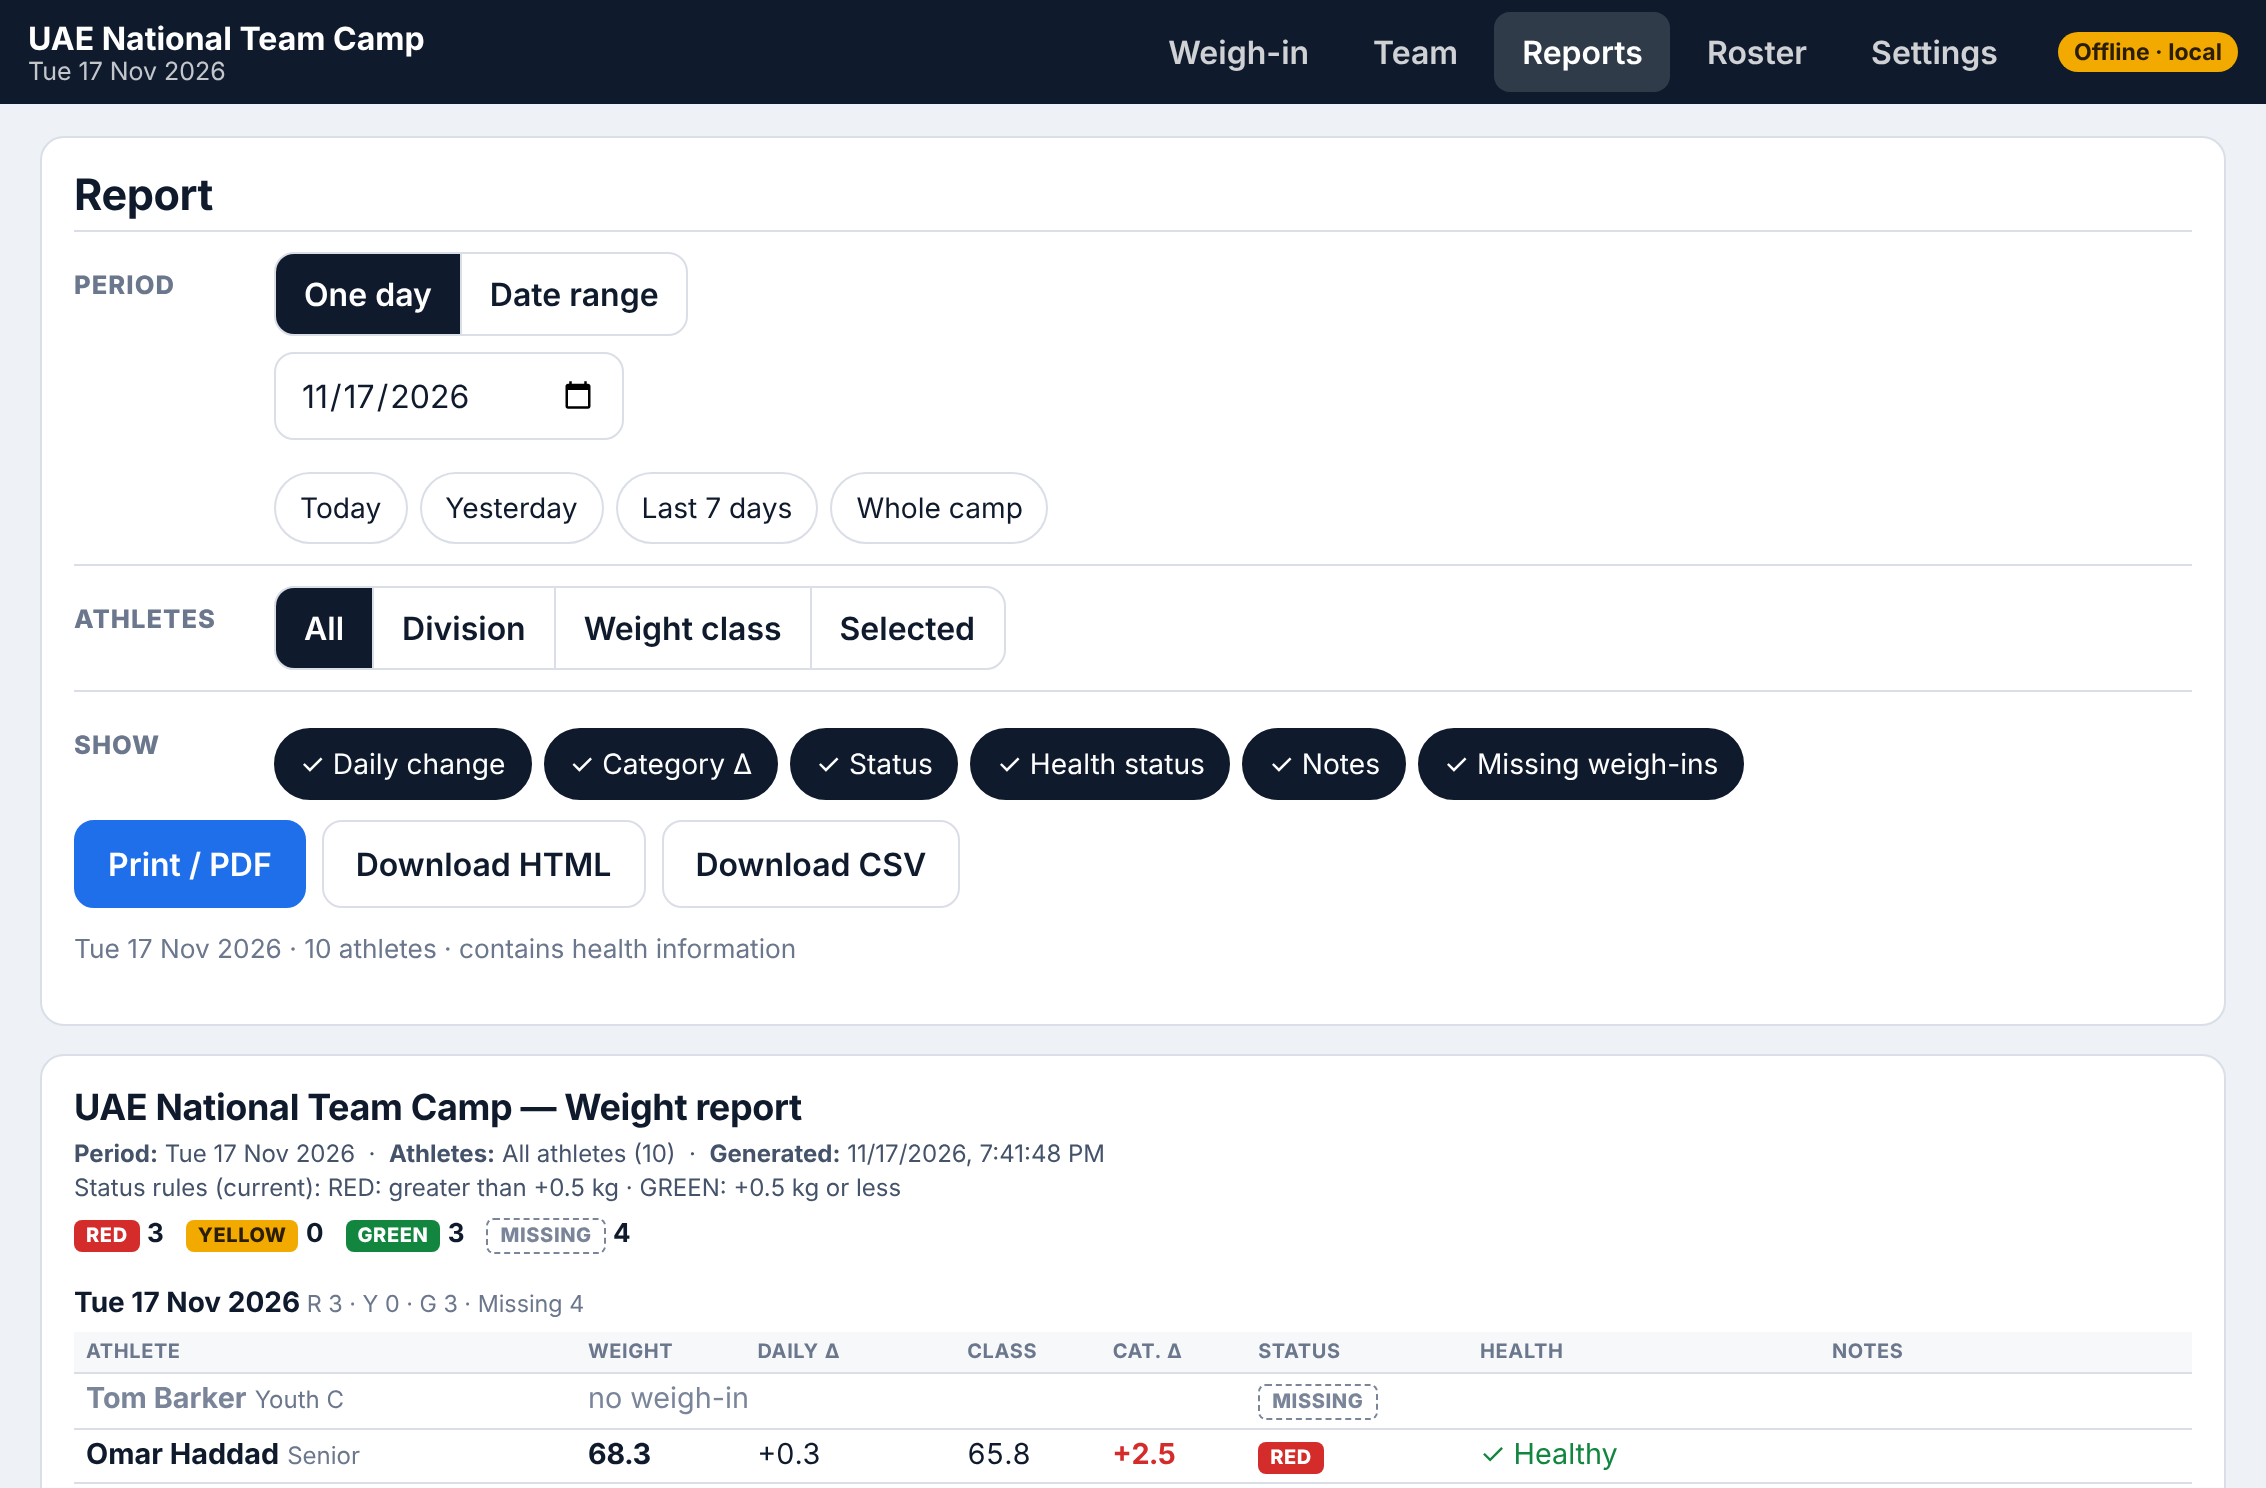 UAE National Team Camp
Tue 17 Nov 2026
Weigh-in Team Reports Roster Settings Offline · local
Report
PERIOD
One day Date range
11/17/2026
Today Yesterday Last 7 days Whole camp
ATHLETES
All Division Weight class Selected
SHOW
✓ Daily change ✓ Category Δ ✓ Status ✓ Health status ✓ Notes ✓ Missing weigh-ins
Print / PDF Download HTML Download CSV
Tue 17 Nov 2026 · 10 athletes · contains health information
UAE National Team Camp — Weight report
Period: Tue 17 Nov 2026 · Athletes: All athletes (10) · Generated: 11/17/2026, 7:41:48 PM
Status rules (current): RED: greater than +0.5 kg · GREEN: +0.5 kg or less
RED 3 YELLOW 0 GREEN 3 MISSING 4
Tue 17 Nov 2026 R 3 · Y 0 · G 3 · Missing 4
ATHLETE WEIGHT DAILY Δ CLASS CAT. Δ STATUS HEALTH NOTES
Tom Barker Youth C no weigh-in MISSING
Omar Haddad Senior 68.3 +0.3 65.8 +2.5 RED ✓ Healthy